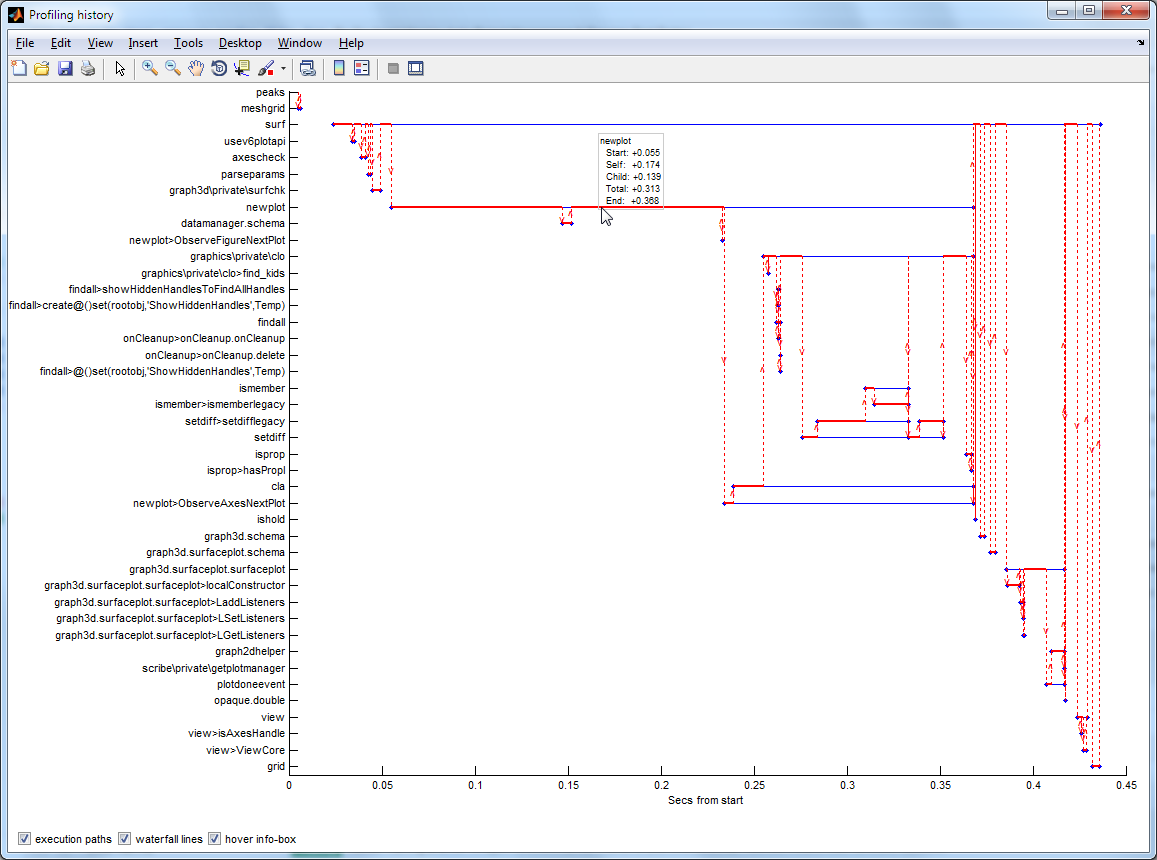 Profiling history
File Edit View Insert Tools Desktop Window Help
peaks
meshgrid
surf
usev6plotapi
axescheck
parseparams
graph3d\private\surfchk
newplot
datamanager.schema
newplot>ObserveFigureNextPlot
graphics\private\clo
graphics\private\clo>find_kids
findall>showHiddenHandlesToFindAllHandles
findall>create@()set(rootobj,'ShowHiddenHandles',Temp)
findall
onCleanup>onCleanup.onCleanup
onCleanup>onCleanup.delete
findall>@()set(rootobj,'ShowHiddenHandles',Temp)
ismember
ismember>ismemberlegacy
setdiff>setdifflegacy
setdiff
isprop
isprop>hasPropI
cla
newplot>ObserveAxesNextPlot
ishold
graph3d.schema
graph3d.surfaceplot.schema
graph3d.surfaceplot.surfaceplot
graph3d.surfaceplot.surfaceplot>localConstructor
graph3d.surfaceplot.surfaceplot>LaddListeners
graph3d.surfaceplot.surfaceplot>LSetListeners
graph3d.surfaceplot.surfaceplot>LGetListeners
graph2dhelper
scribe\private\getplotmanager
plotdoneevent
opaque.double
view
view>isAxesHandle
view>ViewCore
grid
newplot
Start: +0.055
Self: +0.174
Child: +0.139
Total: +0.313
End: +0.368
0 0.05 0.1 0.15 0.2 0.25 0.3 0.35 0.4 0.45
Secs from start
execution paths waterfall lines hover info-box